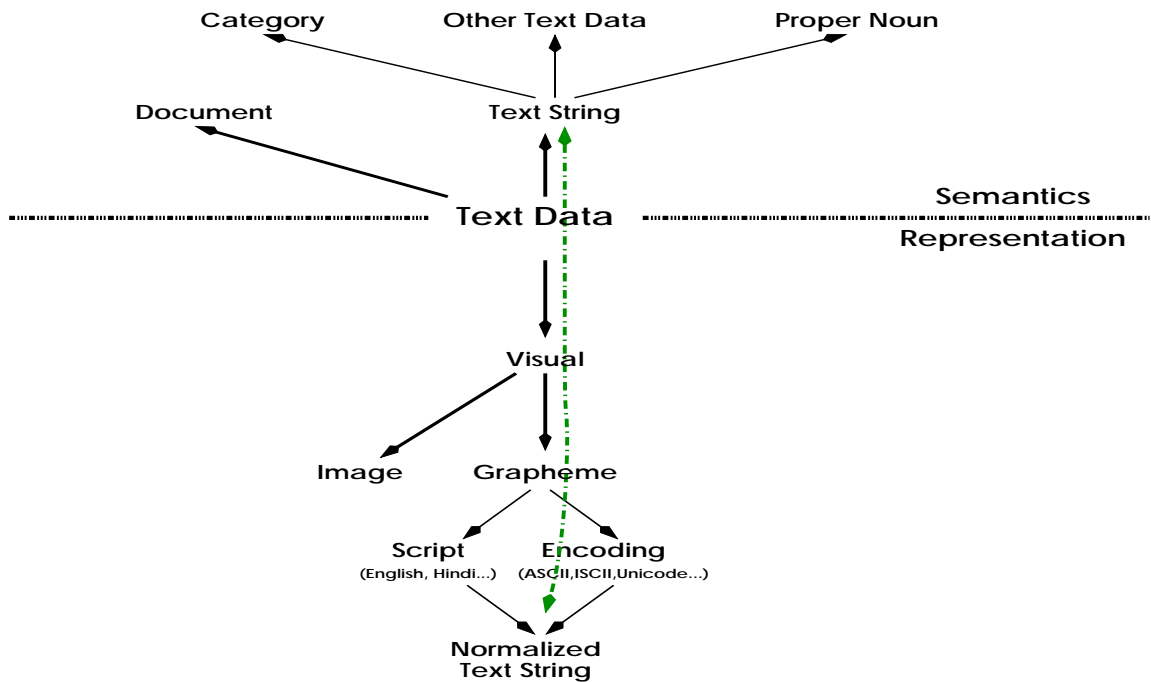 Category
Other Text Data
Proper Noun
Document
Text String
Semantics
Text Data
Representation
Visual
Image
Grapheme
Script
Encoding
(English, Hindi...)
(ASCII,ISCII,Unicode...)
Normalized
Text String